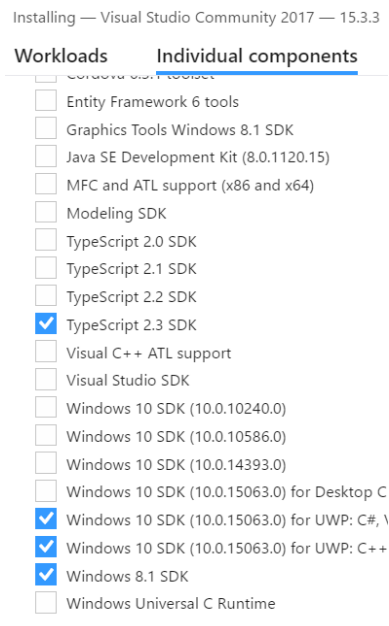 Installing — Visual Studio Community 2017 — 15.3.3
Workloads Individual components
Cordova 6.3.1 toolset
Entity Framework 6 tools
Graphics Tools Windows 8.1 SDK
Java SE Development Kit (8.0.1120.15)
MFC and ATL support (x86 and x64)
Modeling SDK
TypeScript 2.0 SDK
TypeScript 2.1 SDK
TypeScript 2.2 SDK
TypeScript 2.3 SDK
Visual C++ ATL support
Visual Studio SDK
Windows 10 SDK (10.0.10240.0)
Windows 10 SDK (10.0.10586.0)
Windows 10 SDK (10.0.14393.0)
Windows 10 SDK (10.0.15063.0) for Desktop C
Windows 10 SDK (10.0.15063.0) for UWP: C#, V
Windows 10 SDK (10.0.15063.0) for UWP: C++
Windows 8.1 SDK
Windows Universal C Runtime